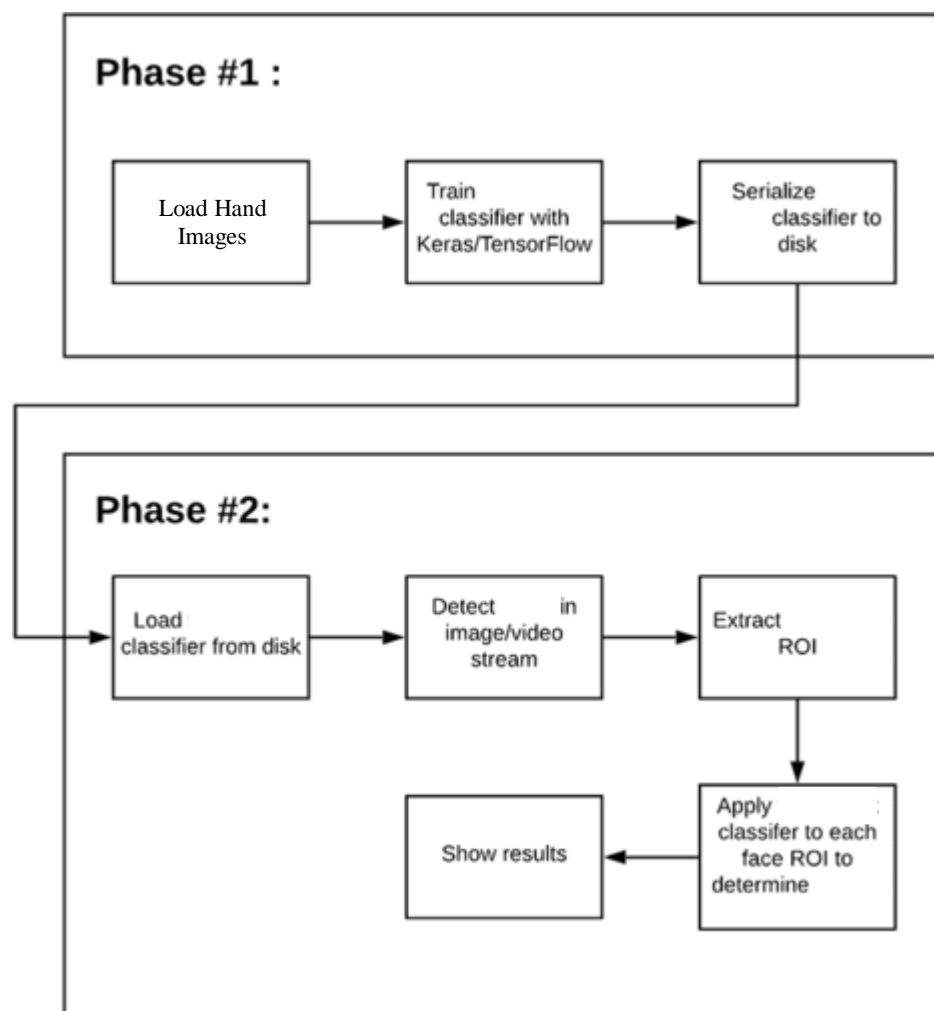 Phase #1 :
Load Hand
Images
Train
classifier with
Keras/TensorFlow
Serialize
classifier to
disk
Phase #2:
Load
classifier from disk
Detect in
image/video
stream
Extract
ROI
Apply
classifer to each
face ROI to
determine
Show results